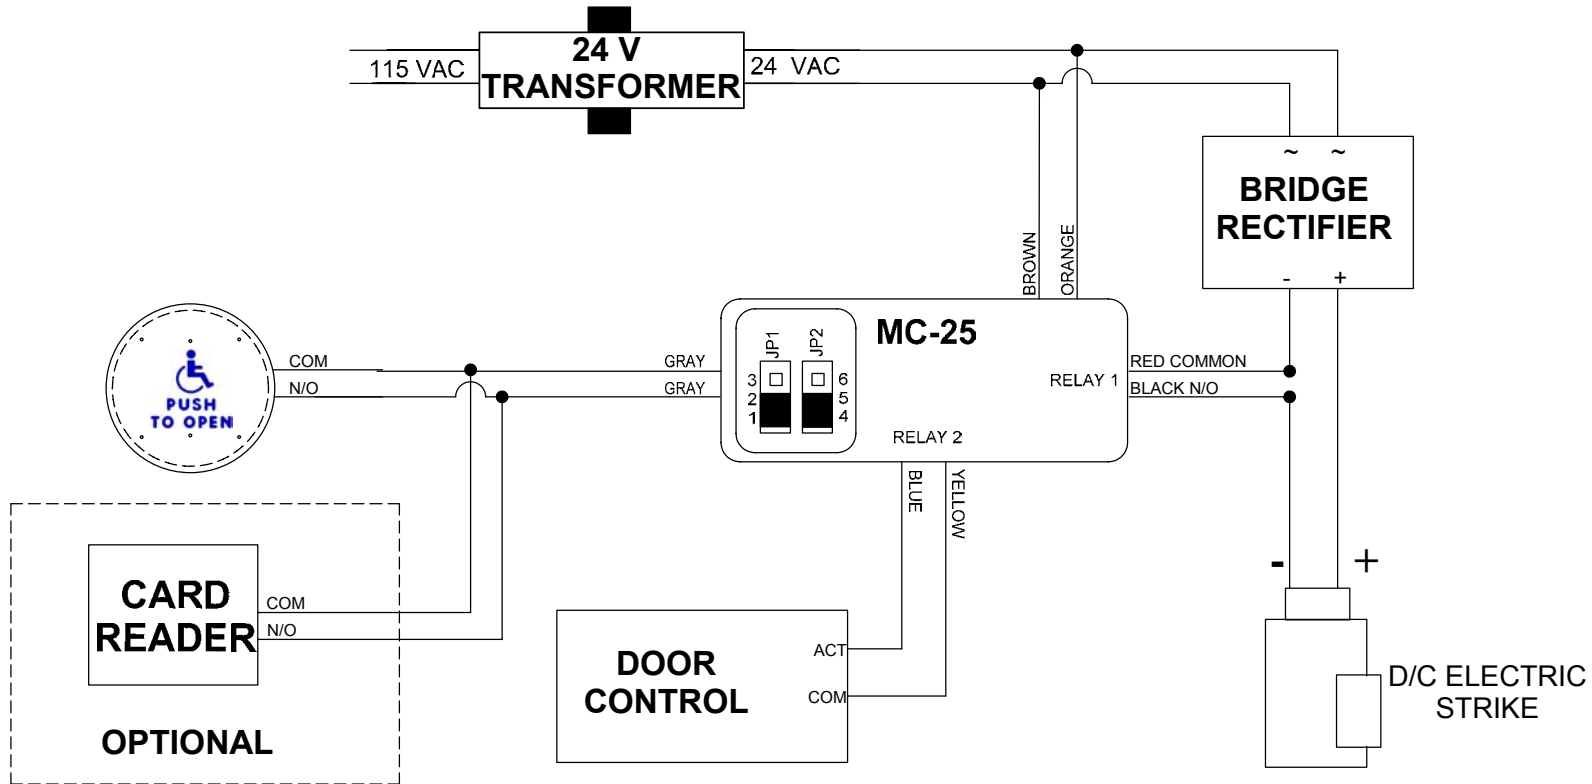 24 V
TRANSFORMER
115 VAC
24 VAC
~ ~
BRIDGE
RECTIFIER
- +
BROWN
ORANGE
MC-25
JP1
JP2
3
2
1
6
5
4
GRAY
GRAY
RELAY 1
RELAY 2
RED COMMON
BLACK N/O
COM
N/O
PUSH
TO OPEN
BLUE
YELLOW
CARD
READER
COM
N/O
OPTIONAL
DOOR
CONTROL
ACT
COM
- +
D/C ELECTRIC
STRIKE